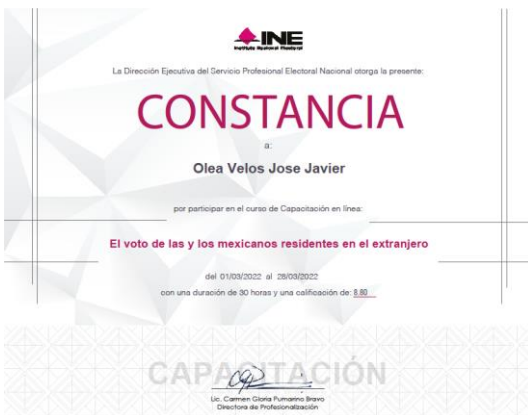 INE
Instituto Nacional Electoral
La Dirección Ejecutiva del Servicio Profesional Electoral Nacional otorga la presente:
CONSTANCIA
a:
Olea Velos Jose Javier
por participar en el curso de Capacitación en línea:
El voto de las y los mexicanos residentes en el extranjero
del 01/03/2022 al 28/03/2022
con una duración de 30 horas y una calificación de: 8.80
CAPACITACIÓN
Lic. Carmen Gloria Fumarino Bravo
Directora de Profesionalización